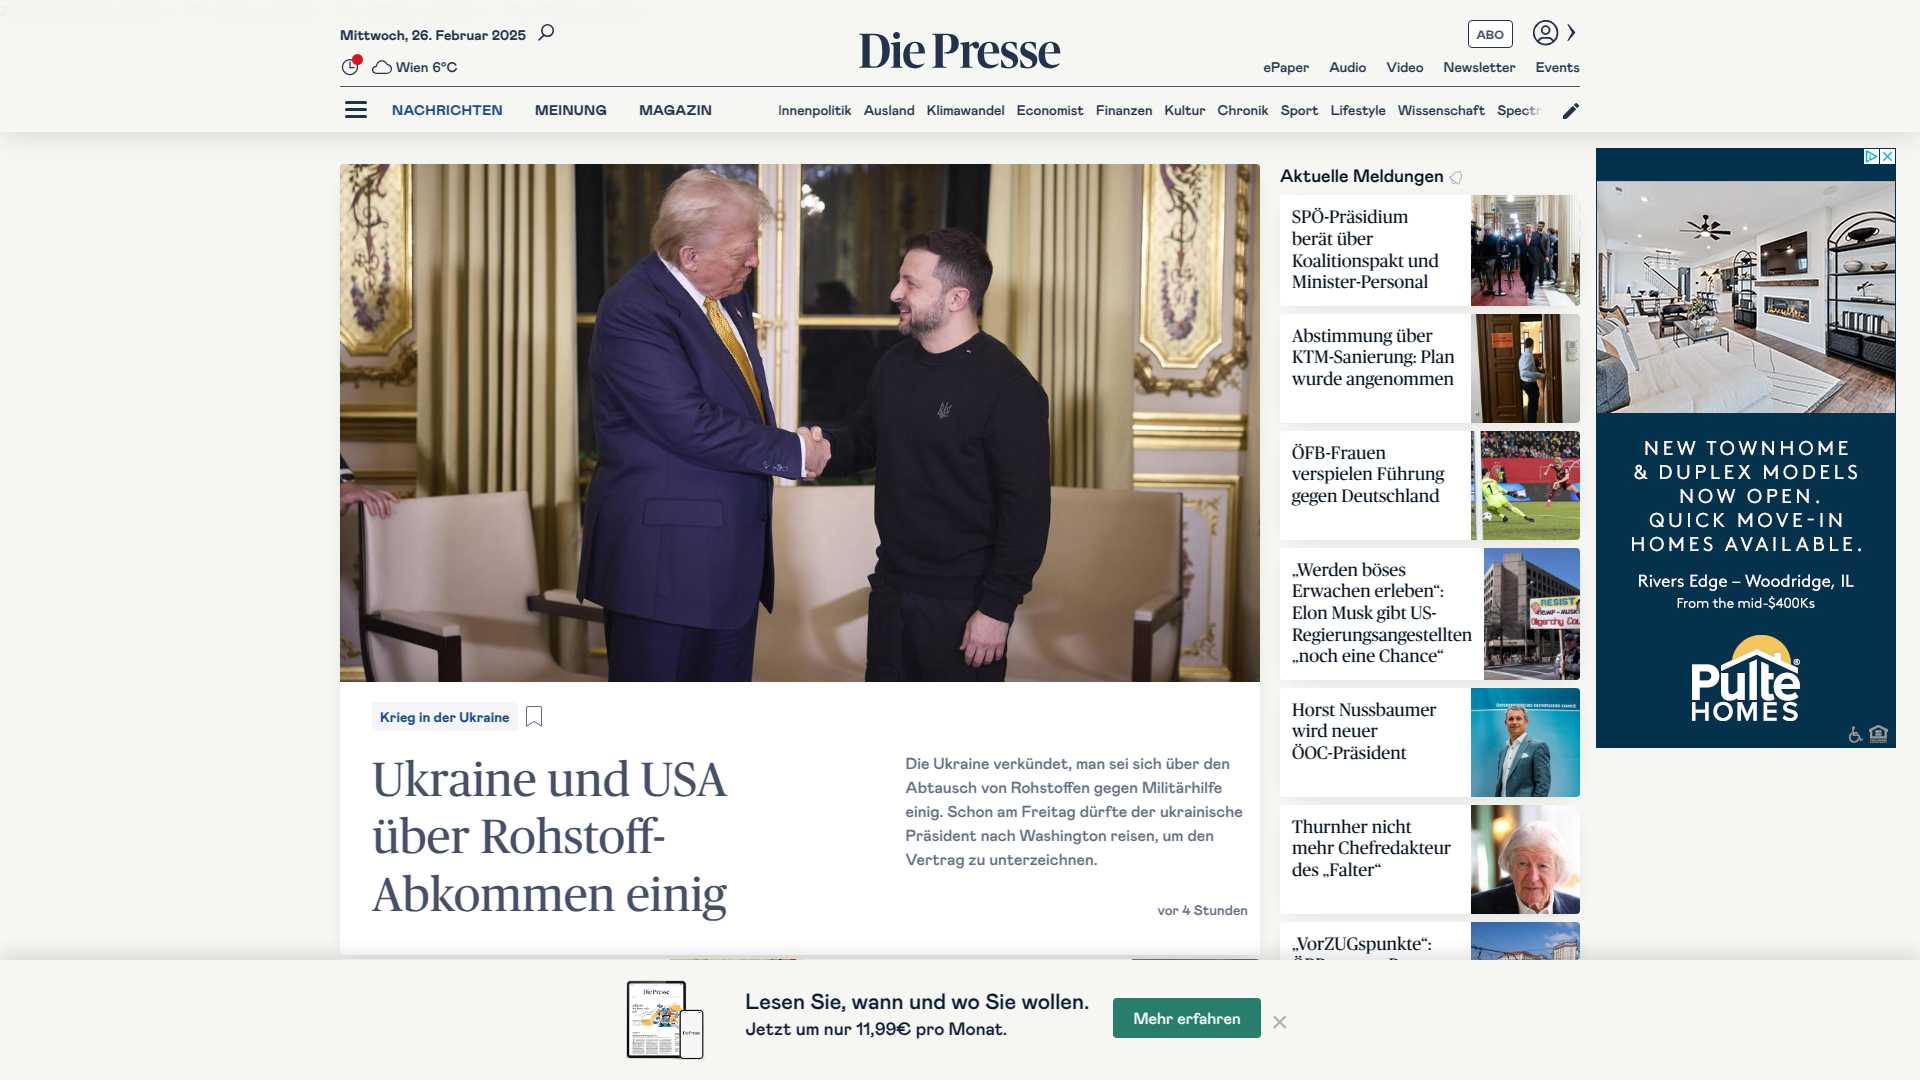 Mittwoch, 26. Februar 2025
Wien 6°C
Die Presse
ABO
ePaper Audio Video Newsletter Events
NACHRICHTEN MEINUNG MAGAZIN
Innenpolitik Ausland Klimawandel Economist Finanzen Kultur Chronik Sport Lifestyle Wissenschaft
Krieg in der Ukraine
Ukraine und USA
über Rohstoff-
Abkommen einig
Die Ukraine verkündet, man sei sich über den
Abtausch von Rohstoffen gegen Militärhilfe
einig. Schon am Freitag dürfte der ukrainische
Präsident nach Washington reisen, um den
Vertrag zu unterzeichnen.
vor 4 Stunden
Aktuelle Meldungen
SPÖ-Präsidium
berät über
Koalitionspakt und
Minister-Personal
Abstimmung über
KTM-Sanierung: Plan
wurde angenommen
ÖFB-Frauen
verspielen Führung
gegen Deutschland
„Werden böses
Erwachen erleben“:
Elon Musk gibt US-
Regierungsangestellten
„noch eine Chance“
RESIST
Horst Nussbaumer
wird neuer
ÖOC-Präsident
Thurnher nicht
mehr Chefredakteur
des „Falter“
„VorZUGspunkte“:
NEW TOWNHOME
& DUPLEX MODELS
NOW OPEN.
QUICK MOVE-IN
HOMES AVAILABLE.
Rivers Edge – Woodridge, IL
From the mid-$400Ks
Pulte®
HOMES
Die Presse
Lesen Sie, wann und wo Sie wollen.
Jetzt um nur 11,99€ pro Monat.
Mehr erfahren